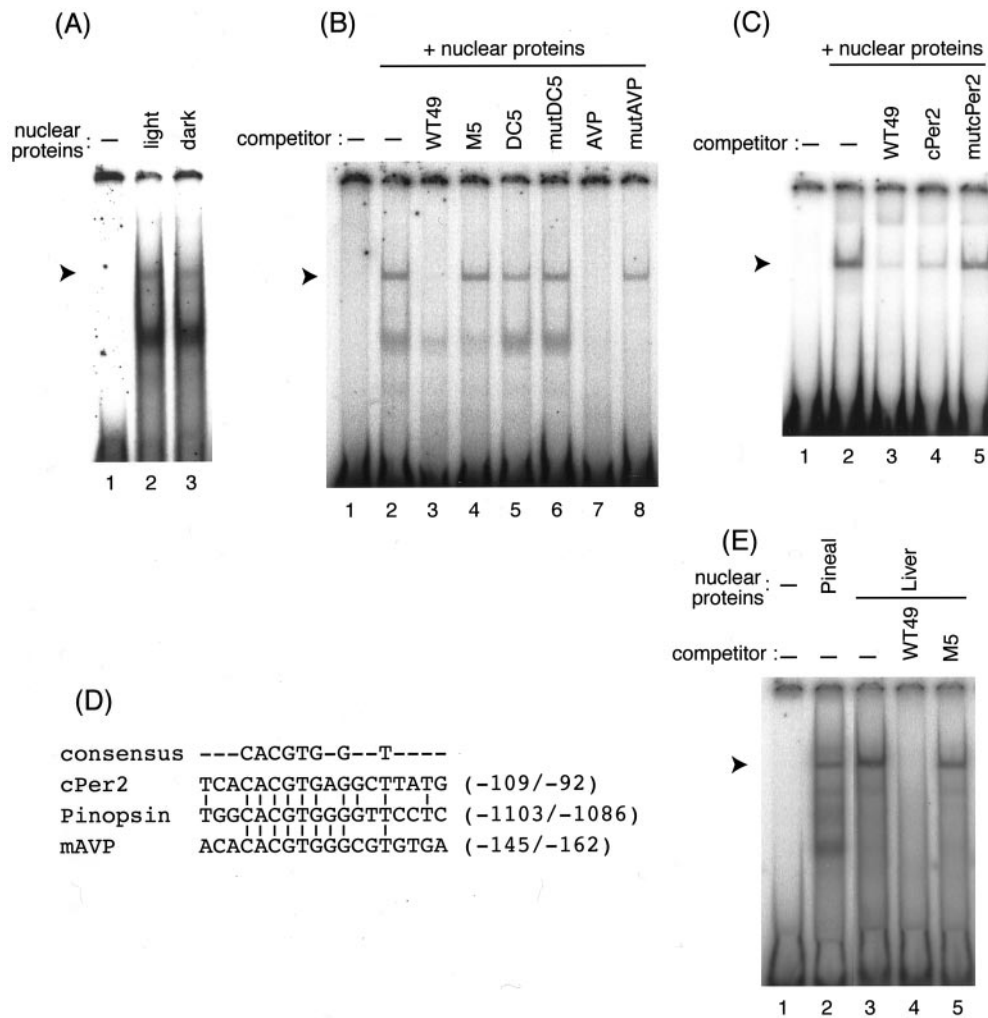 (A)
nuclear proteins : — light dark
1 2 3
(B)
+ nuclear proteins
competitor : — — WT49 M5 DC5 mutDC5 AVP mutAVP
1 2 3 4 5 6 7 8
(C)
+ nuclear proteins
competitor : — — WT49 cPer2 mutcPer2
1 2 3 4 5
(D)
consensus ---CACGTG-G--T----
cPer2 TCACACGTGAGGCTTATG (-109/-92)
Pinopsin TGGCACGTGGGGTTCCTC (-1103/-1086)
mAVP ACACACGTGGGCGTGTGA (-145/-162)
(E)
nuclear proteins : — Pineal Liver
competitor : — — — WT49 M5
1 2 3 4 5